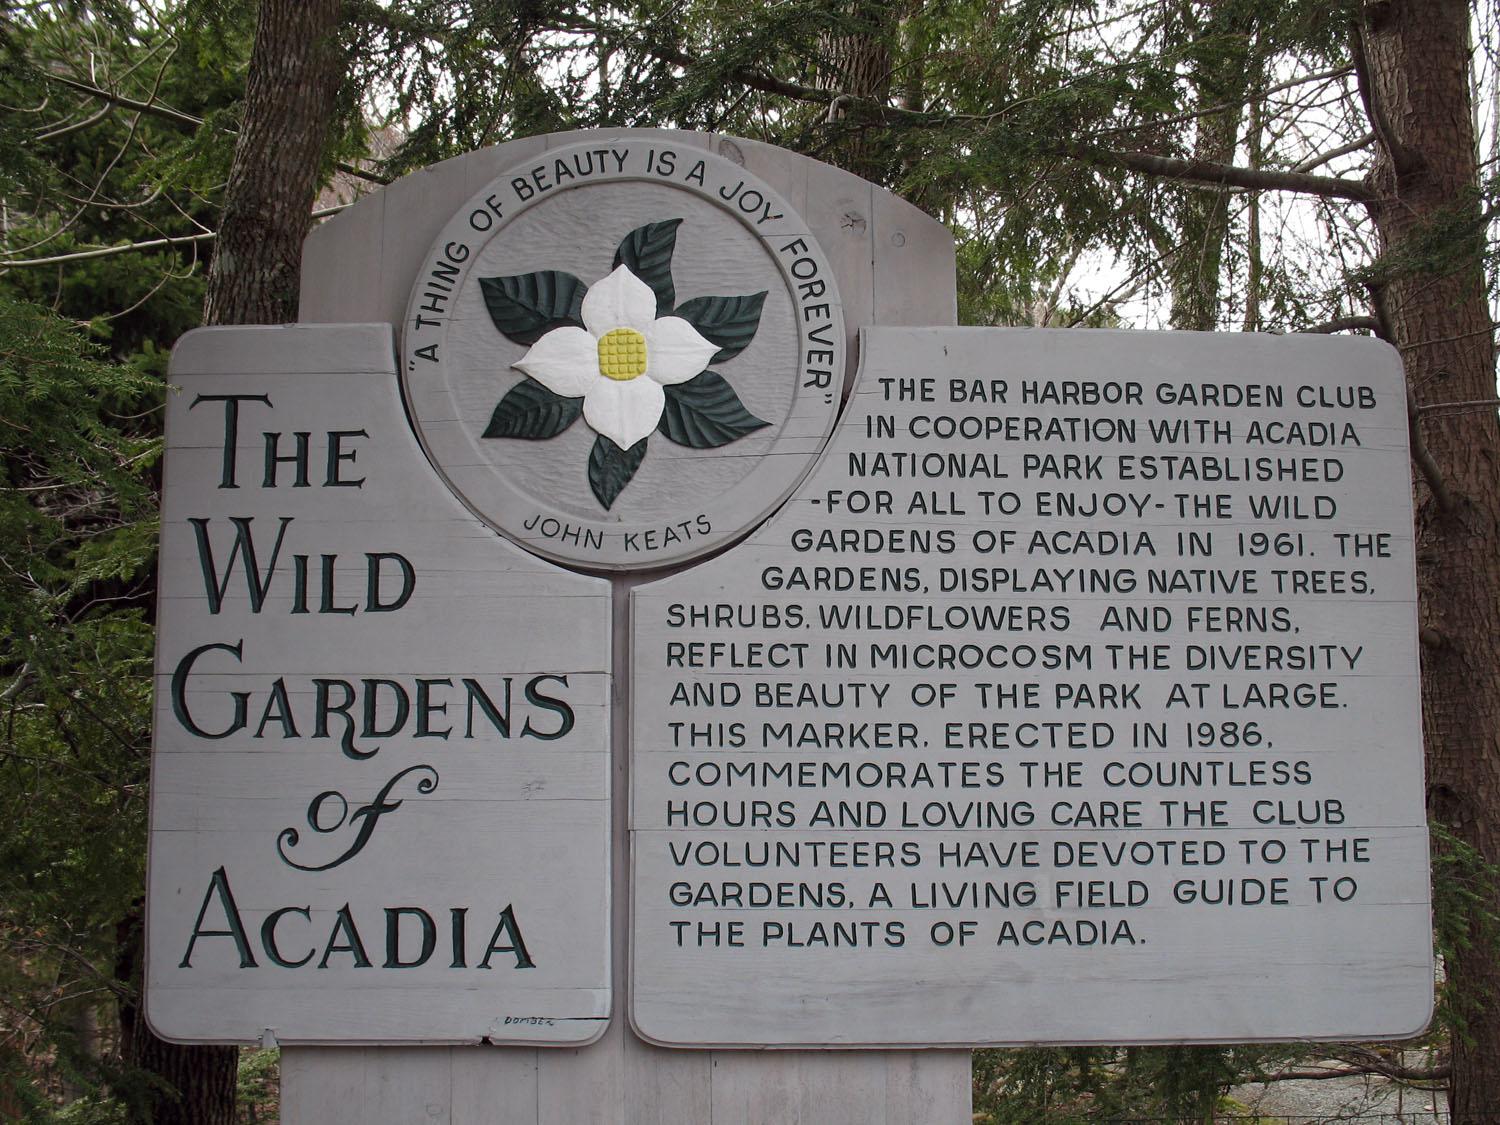 "A THING OF BEAUTY IS A JOY FOREVER"
JOHN KEATS
THE
WILD
GARDENS
of
ACADIA
THE BAR HARBOR GARDEN CLUB
IN COOPERATION WITH ACADIA
NATIONAL PARK ESTABLISHED
-FOR ALL TO ENJOY- THE WILD
GARDENS OF ACADIA IN 1961. THE
GARDENS, DISPLAYING NATIVE TREES,
SHRUBS, WILDFLOWERS AND FERNS,
REFLECT IN MICROCOSM THE DIVERSITY
AND BEAUTY OF THE PARK AT LARGE.
THIS MARKER, ERECTED IN 1986,
COMMEMORATES THE COUNTLESS
HOURS AND LOVING CARE THE CLUB
VOLUNTEERS HAVE DEVOTED TO THE
GARDENS, A LIVING FIELD GUIDE TO
THE PLANTS OF ACADIA.